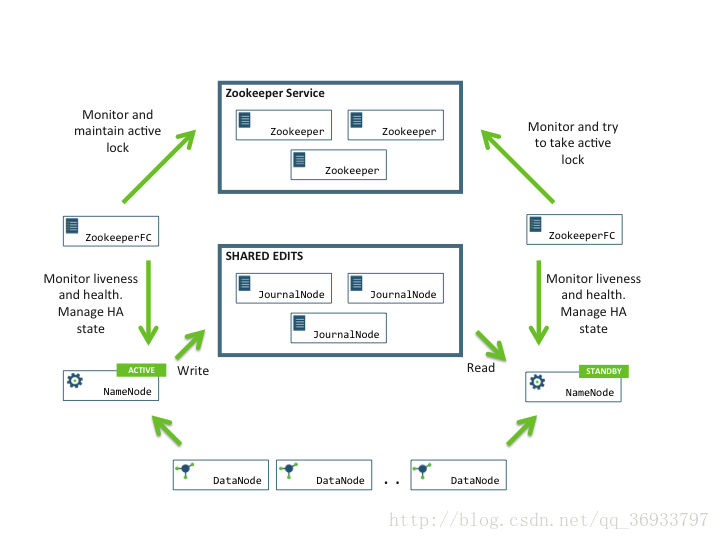 Zookeeper Service
Zookeeper
Zookeeper
Zookeeper
Monitor and
maintain active
lock
Monitor and try
to take active
lock
ZookeeperFC
ZookeeperFC
SHARED EDITS
JournalNode
JournalNode
JournalNode
Monitor liveness
and health.
Manage HA
state
Monitor liveness
and health.
Manage HA
state
ACTIVE
NameNode
Write
Read
STANDBY
NameNode
DataNode
DataNode
. .
DataNode
http://blog.csdn.net/qq_36933797